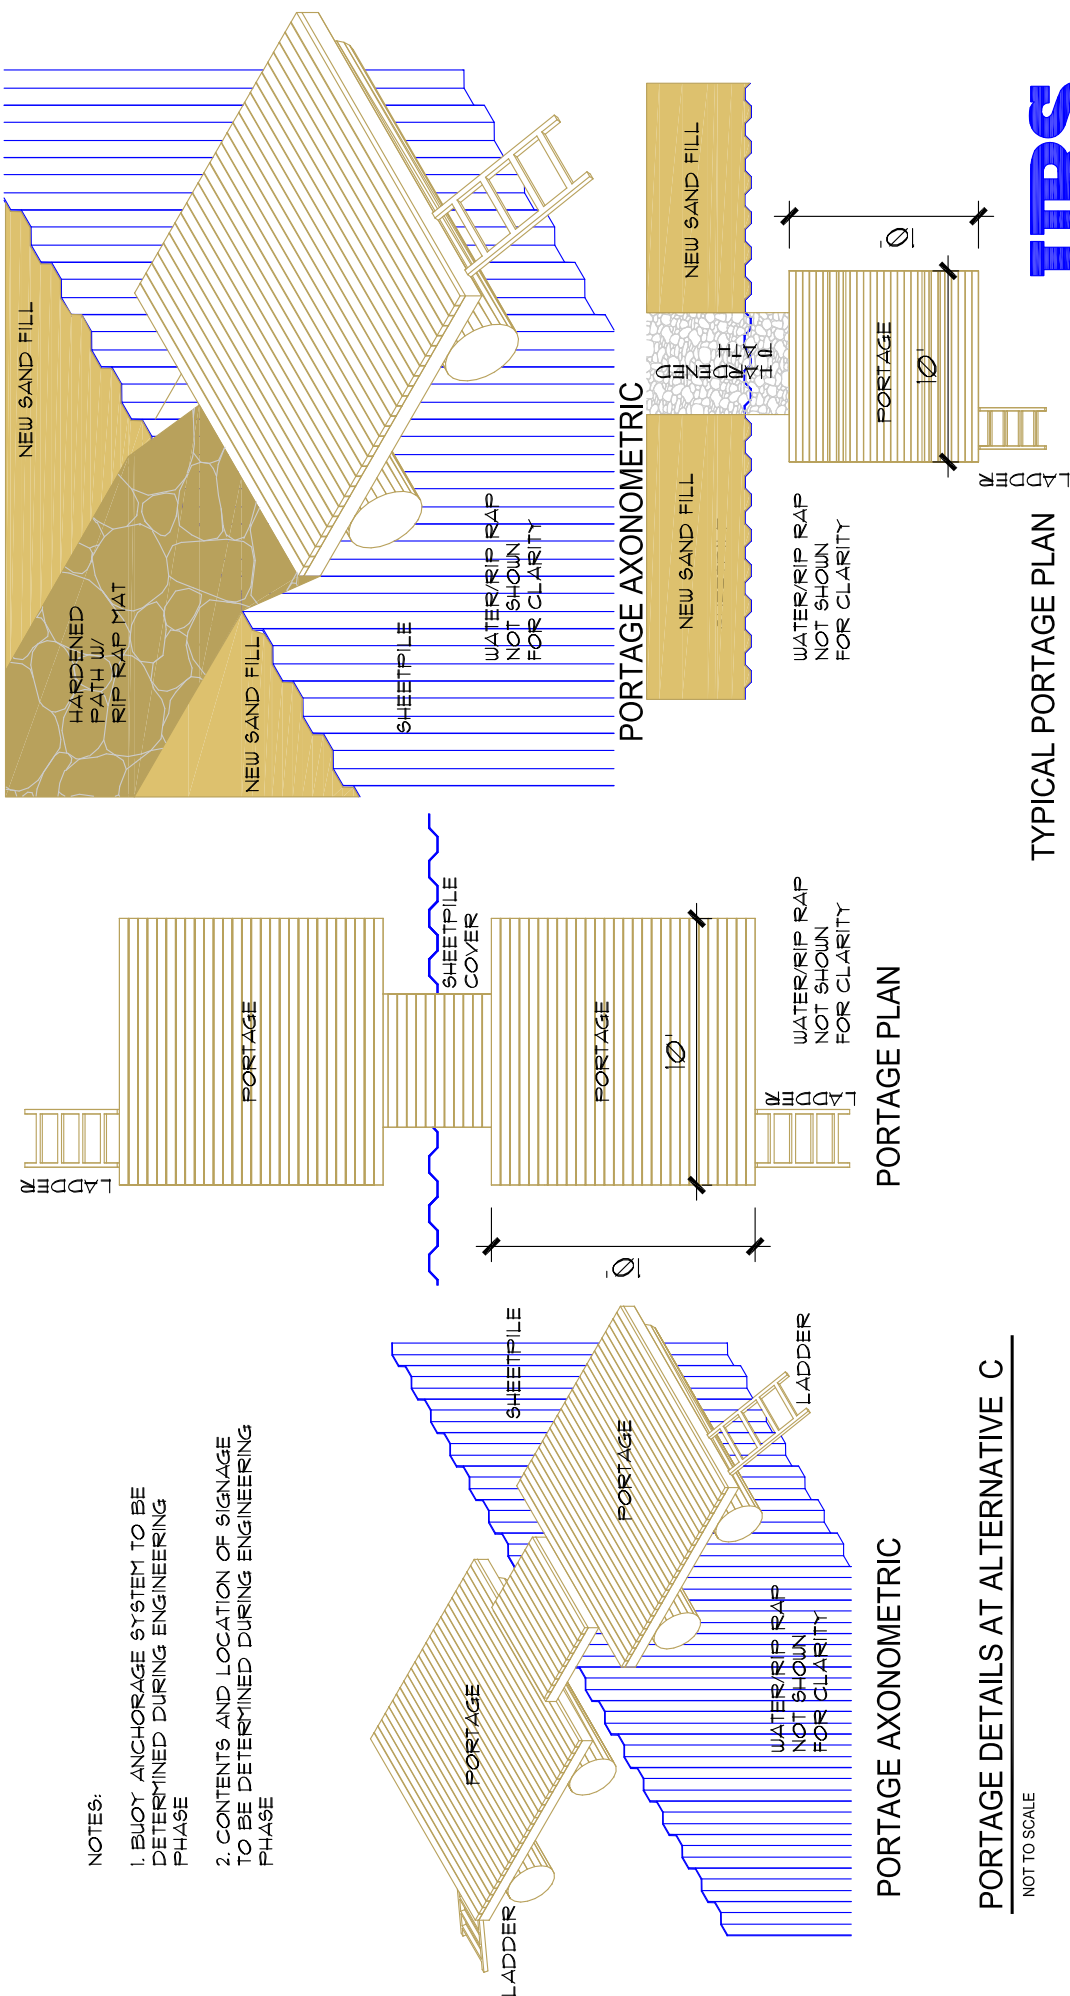 NOTES:
1. BUOY ANCHORAGE SYSTEM TO BE
DETERMINED DURING ENGINEERING
PHASE
2. CONTENTS AND LOCATION OF SIGNAGE
TO BE DETERMINED DURING ENGINEERING
PHASE
LADDER
PORTAGE
SHEETPILE
PORTAGE
LADDER
WATER/RIP RAP
NOT SHOWN
FOR CLARITY
PORTAGE AXONOMETRIC
PORTAGE DETAILS AT ALTERNATIVE C
NOT TO SCALE
LADDER
PORTAGE
SHEETPILE
COVER
PORTAGE
10'
10'
LADDER
WATER/RIP RAP
NOT SHOWN
FOR CLARITY
PORTAGE PLAN
NEW SAND FILL
HARDENED
PATH W/
RIP RAP MAT
NEW SAND FILL
SHEETPILE
WATER/RIP RAP
NOT SHOWN
FOR CLARITY
PORTAGE AXONOMETRIC
NEW SAND FILL
HARDENED
PATH
NEW SAND FILL
PORTAGE
10'
10'
LADDER
WATER/RIP RAP
NOT SHOWN
FOR CLARITY
TYPICAL PORTAGE PLAN